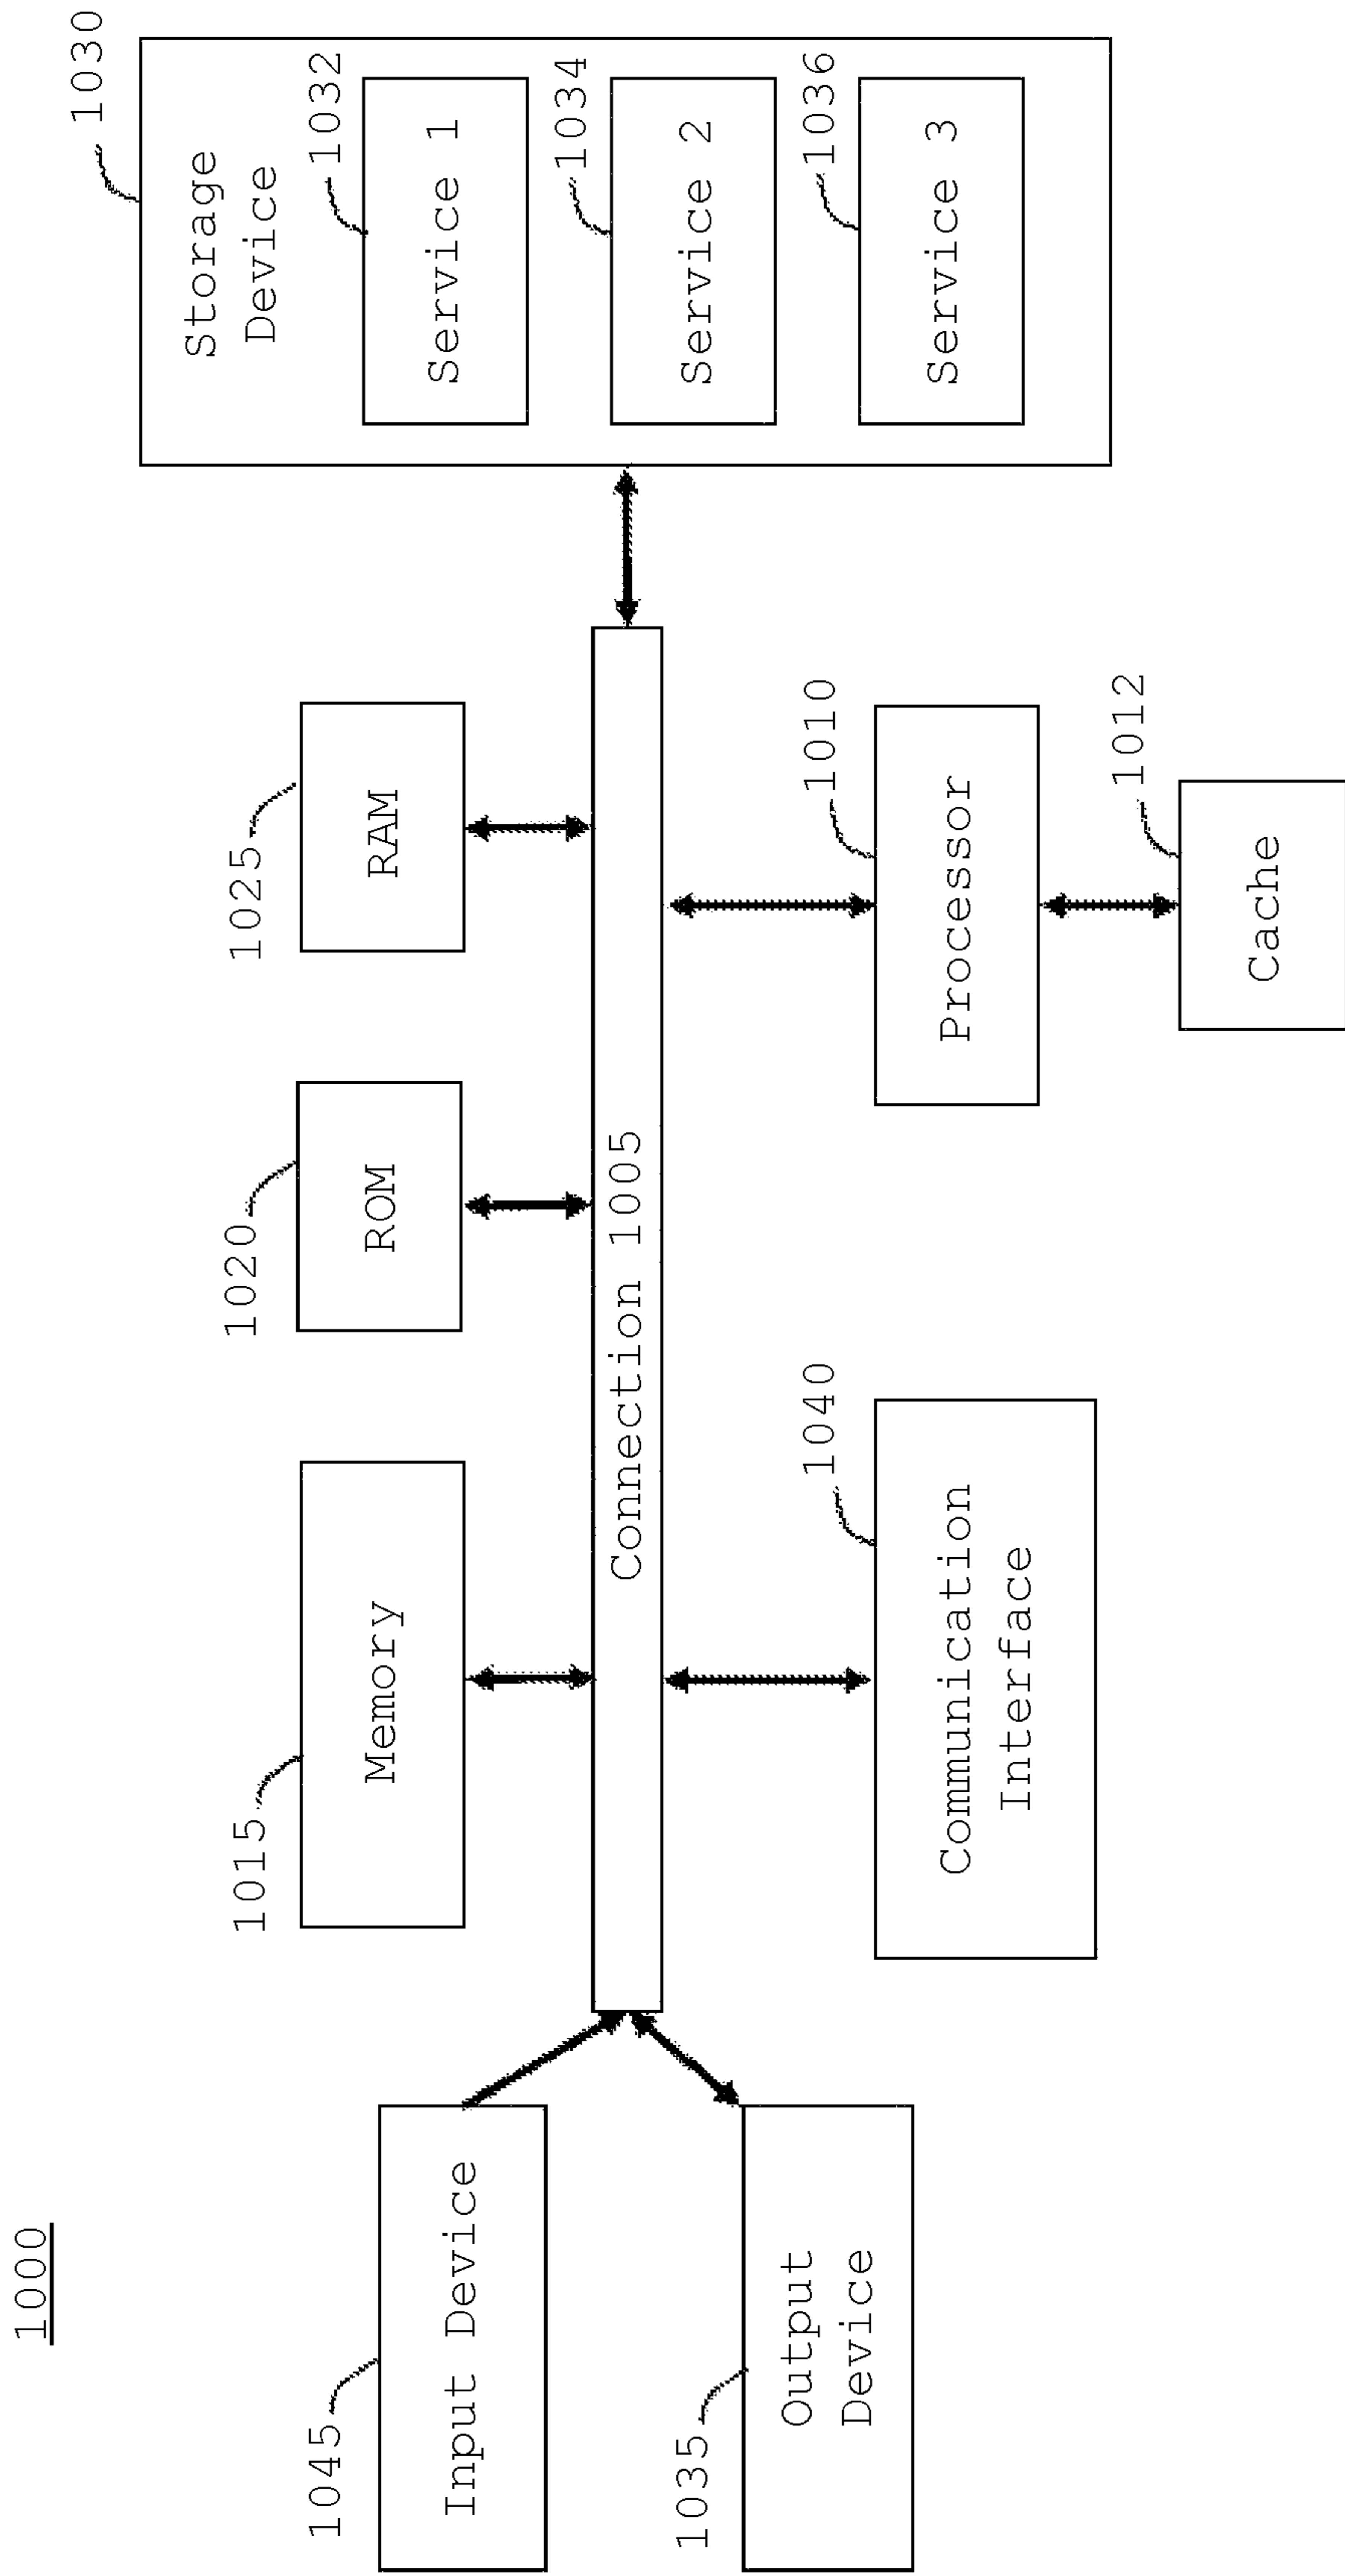 1000
1045
Input Device
1035
Output
Device
1015
Memory
1020
ROM
1025
RAM
Connection 1005
1040
Communication
Interface
1010
Processor
1012
Cache
1030
Storage
Device
1032
Service 1
1034
Service 2
1036
Service 3